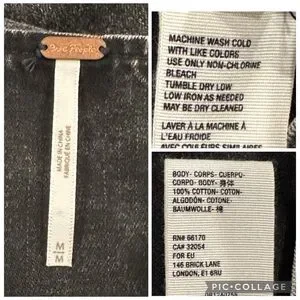 Free People
MADE IN CHINA
FABRIQUÉ EN CHINE
M
M
MACHINE WASH COLD
WITH LIKE COLORS
USE ONLY NON-CHLORINE
BLEACH
TUMBLE DRY LOW
LOW IRON AS NEEDED
MAY BE DRY CLEANED
LAVER À LA MACHINE À
L'EAU FROIDE
AVEC COULEURS SIMILAIRES
BODY- CORPS- CUERPO-
CORPO- BODY- 身体
100% COTTON- COTON-
ALGODÓN- COTONE-
BAUMWOLLE- 棉
RN# 66170
CA# 32054
FOR EU
146 BRICK LANE
LONDON, E1 6RU
PIC·COLLAGE